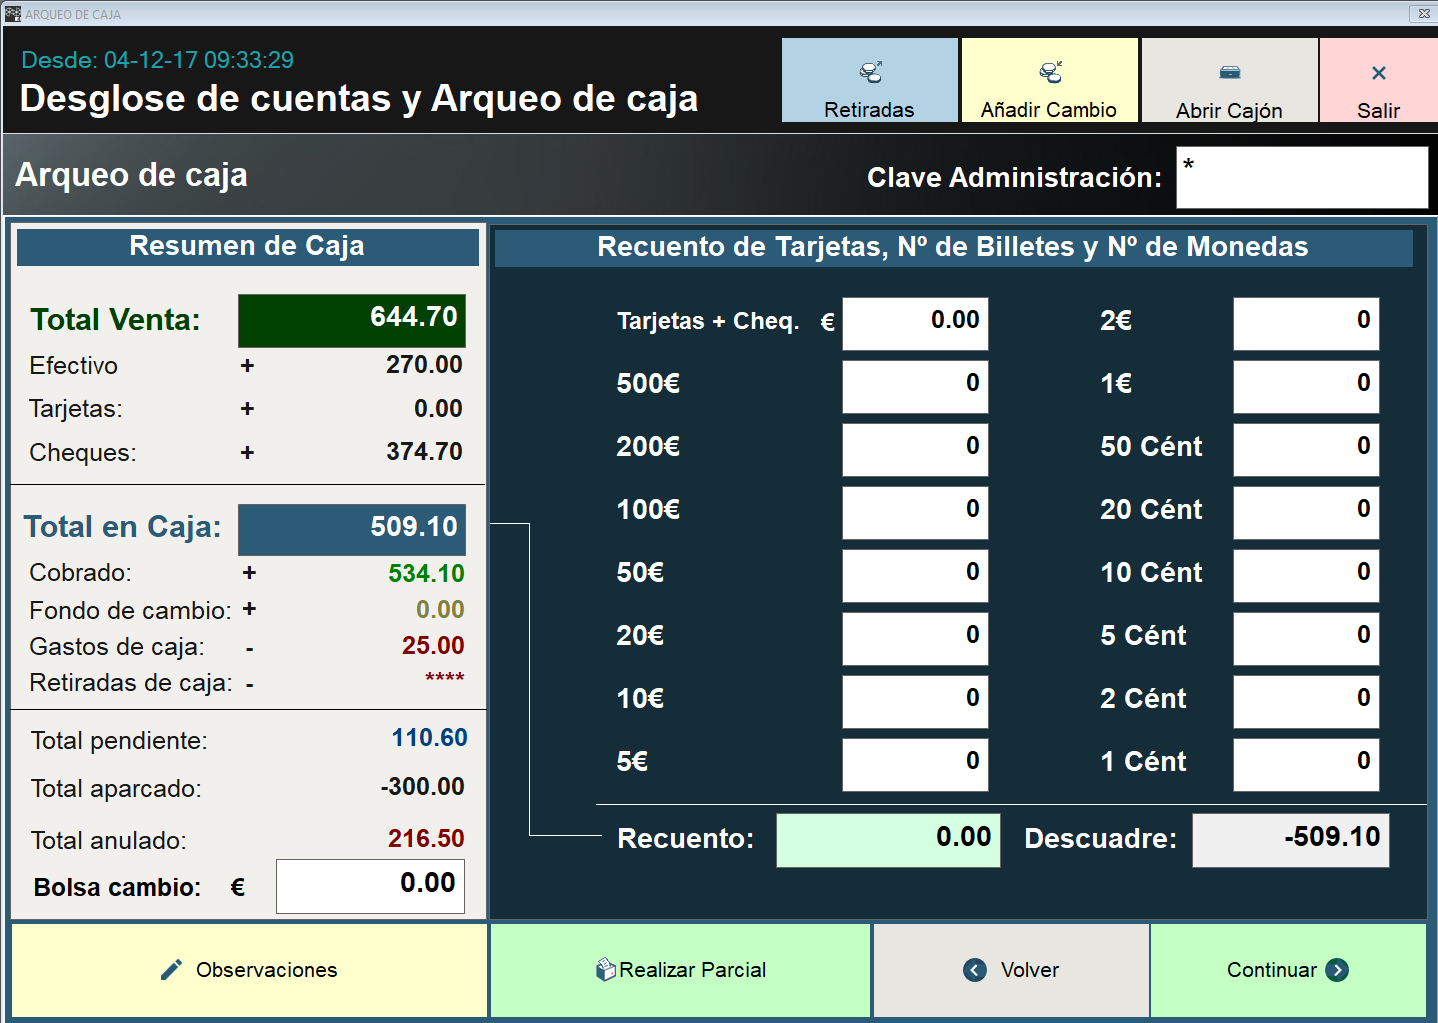 ARQUEO DE CAJA
Desde: 04-12-17 09:33:29
Desglose de cuentas y Arqueo de caja
Retiradas
Añadir Cambio
Abrir Cajón
Salir
Arqueo de caja
Clave Administración: *
Resumen de Caja
Total Venta: 644.70
Efectivo + 270.00
Tarjetas: + 0.00
Cheques: + 374.70
Total en Caja: 509.10
Cobrado: + 534.10
Fondo de cambio: + 0.00
Gastos de caja: - 25.00
Retiradas de caja: - ****
Total pendiente: 110.60
Total aparcado: -300.00
Total anulado: 216.50
Bolsa cambio: € 0.00
Recuento de Tarjetas, Nº de Billetes y Nº de Monedas
Tarjetas + Cheq. € 0.00
500€ 0
200€ 0
100€ 0
50€ 0
20€ 0
10€ 0
5€ 0
2€ 0
1€ 0
50 Cént 0
20 Cént 0
10 Cént 0
5 Cént 0
2 Cént 0
1 Cént 0
Recuento: 0.00
Descuadre: -509.10
Observaciones
Realizar Parcial
Volver
Continuar